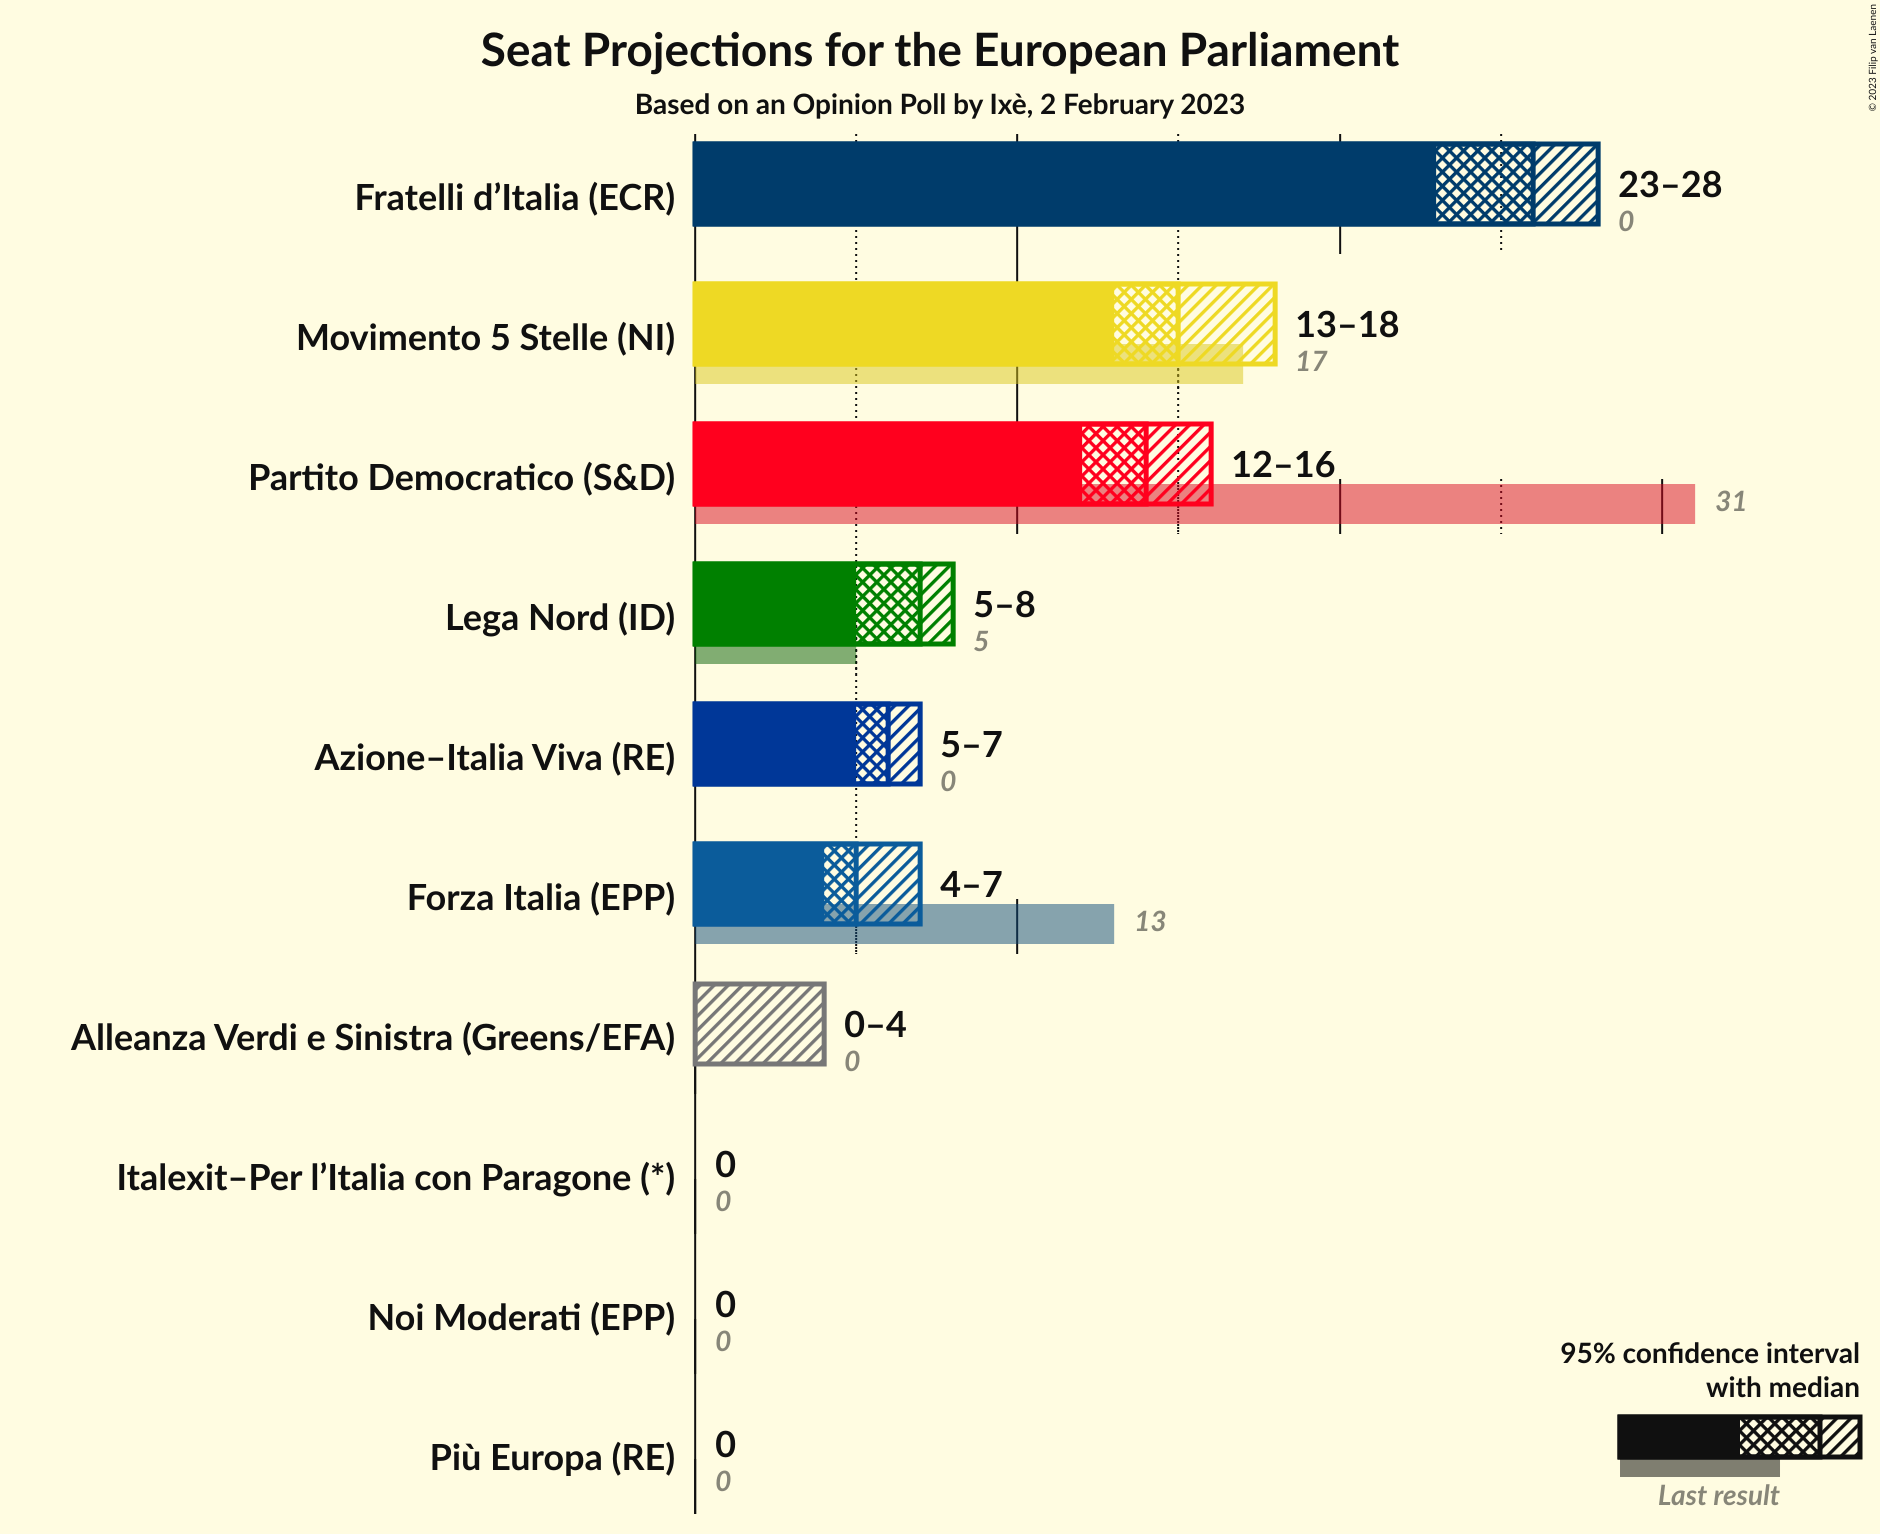 Seat Projections for the European Parliament
Based on an Opinion Poll by Ixè, 2 February 2023
© 2023 Filip van Laenen
Fratelli d’Italia (ECR)
23–28
0
Movimento 5 Stelle (NI)
13–18
17
Partito Democratico (S&D)
12–16
31
Lega Nord (ID)
5–8
5
Azione–Italia Viva (RE)
5–7
0
Forza Italia (EPP)
4–7
13
Alleanza Verdi e Sinistra (Greens/EFA)
0–4
0
Italexit–Per l’Italia con Paragone (*)
0
0
Noi Moderati (EPP)
0
0
Più Europa (RE)
0
0
95% confidence interval
with median
Last result